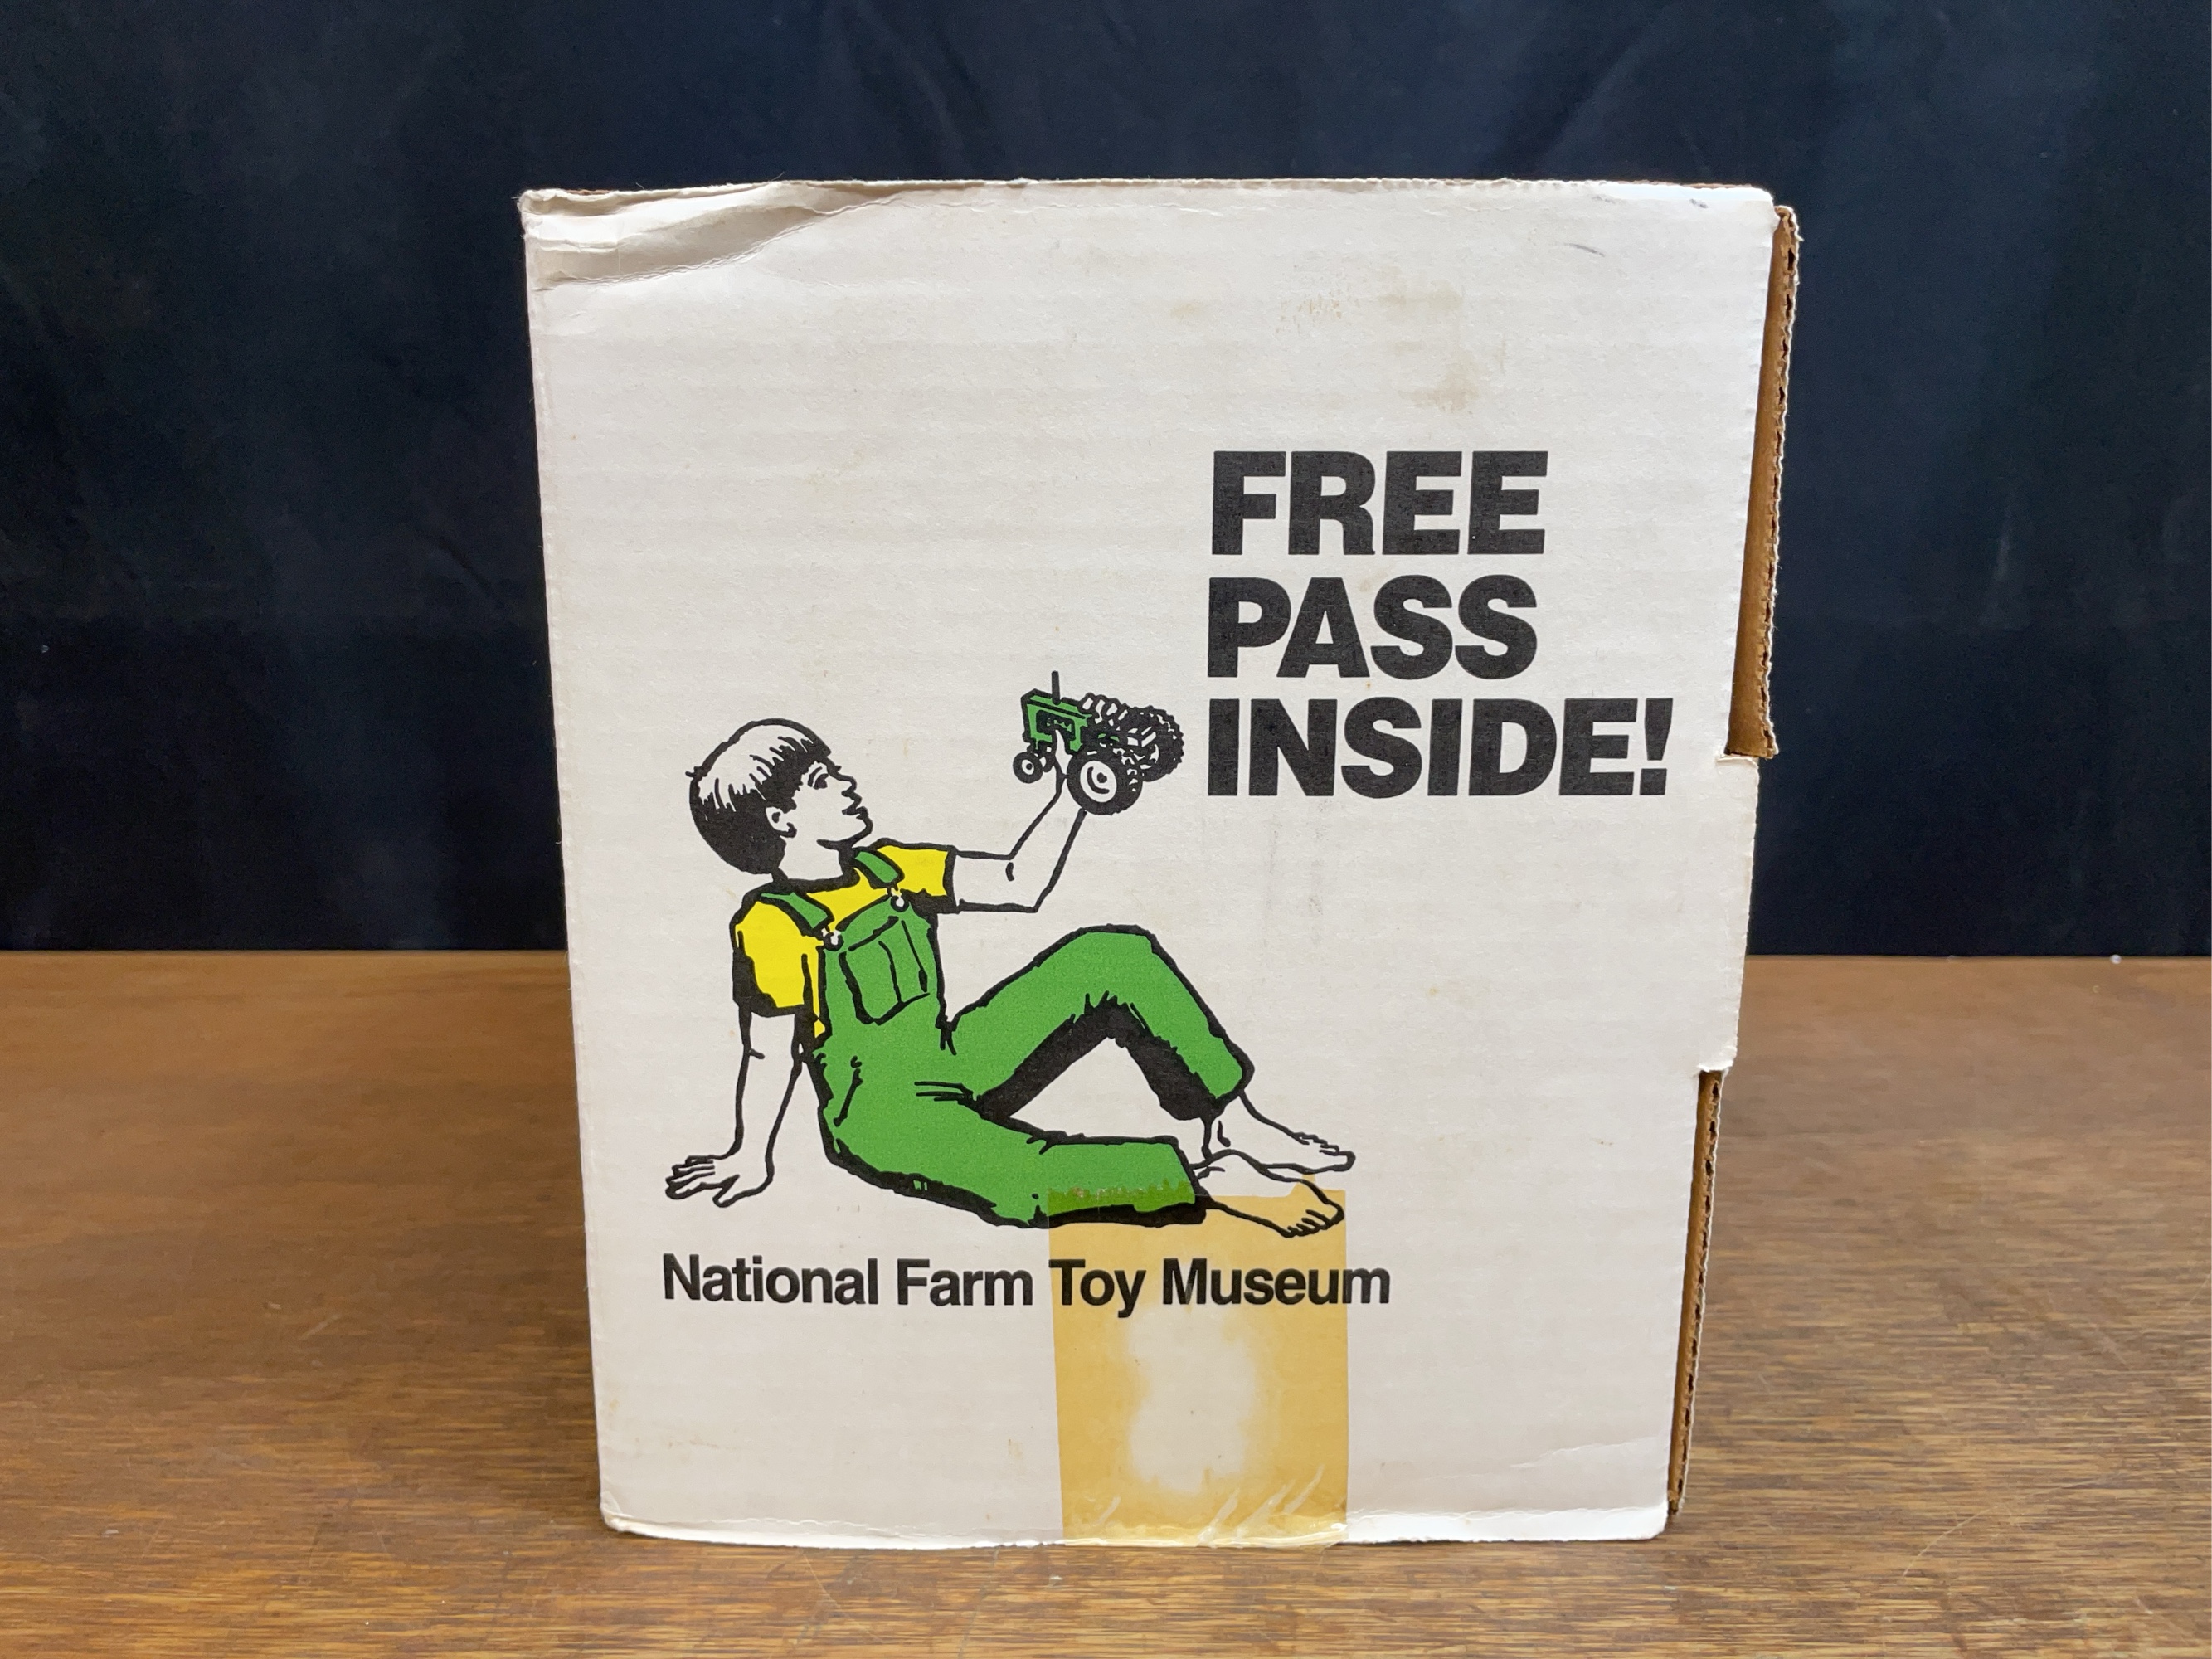 FREE
PASS
INSIDE!
National Farm Toy Museum